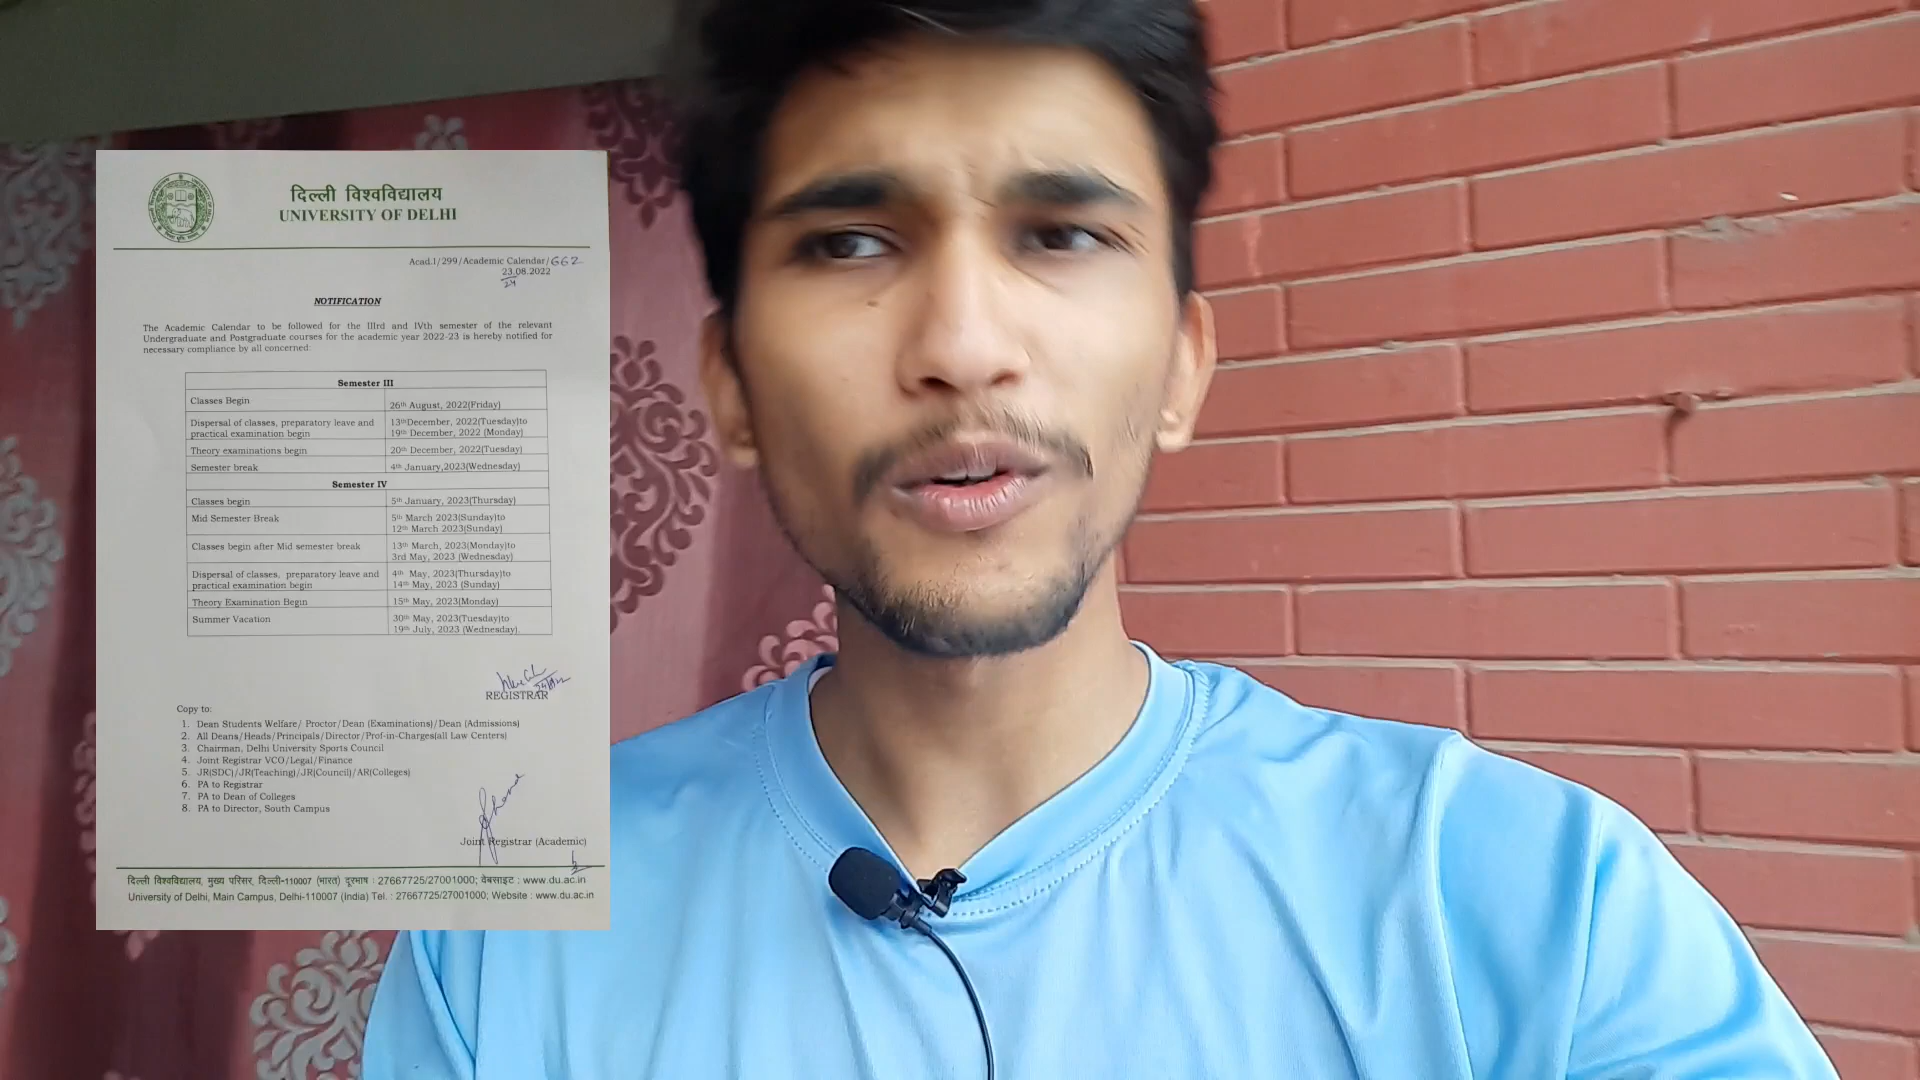 दिल्ली विश्वविद्यालय
UNIVERSITY OF DELHI
Acad.I/299/Academic Calendar/662
23.08.2022
24
NOTIFICATION
The Academic Calendar to be followed for the IIIrd and IVth semester of the relevant
Undergraduate and Postgraduate courses for the academic year 2022-23 is hereby notified for
necessary compliance by all concerned:
Semester III
Classes Begin 26th August, 2022(Friday)
Dispersal of classes, preparatory leave and 13thDecember, 2022(Tuesday)to
practical examination begin 19th December, 2022 (Monday)
Theory examinations begin 20th December, 2022(Tuesday)
Semester break 4th January,2023(Wednesday)
Semester IV
Classes begin 5th January, 2023(Thursday)
Mid Semester Break 5th March 2023(Sunday)to
12th March 2023(Sunday)
Classes begin after Mid semester break 13th March, 2023(Monday)to
3rd May, 2023 (Wednesday)
Dispersal of classes, preparatory leave and 4th May, 2023(Thursday)to
practical examination begin 14th May, 2023 (Sunday)
Theory Examination Begin 15th May, 2023(Monday)
Summer Vacation 30th May, 2023(Tuesday)to
19th July, 2023 (Wednesday).
REGISTRAR
Copy to:
1. Dean Students Welfare/ Proctor/Dean (Examinations)/Dean (Admissions)
2. All Deans/Heads/Principals/Director/Prof-in-Charges(all Law Centers)
3. Chairman, Delhi University Sports Council
4. Joint Registrar VCO/Legal/Finance
5. JR(SDC)/JR(Teaching)/JR(Council)/AR(Colleges)
6. PA to Registrar
7. PA to Dean of Colleges
8. PA to Director, South Campus
Joint Registrar (Academic)
दिल्ली विश्वविद्यालय, मुख्य परिसर, दिल्ली-110007 (भारत) दूरभाष : 27667725/27001000; वेबसाइट : www.du.ac.in
University of Delhi, Main Campus, Delhi-110007 (India) Tel. : 27667725/27001000; Website : www.du.ac.in